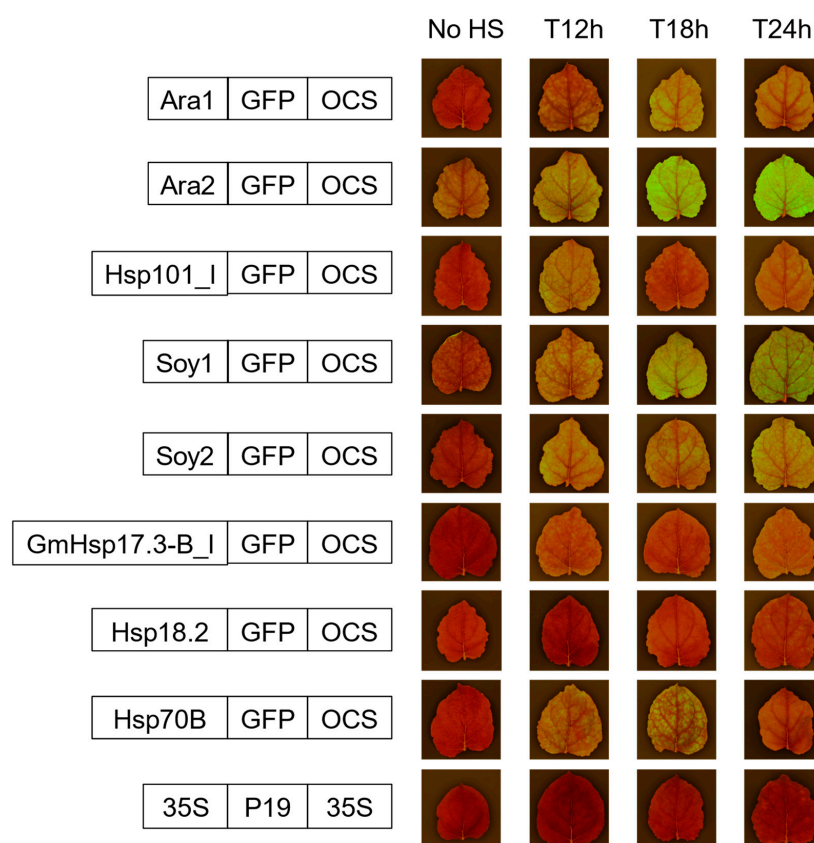 No HS T12h T18h T24h
Ara1 GFP OCS
Ara2 GFP OCS
Hsp101_I GFP OCS
Soy1 GFP OCS
Soy2 GFP OCS
GmHsp17.3-B_I GFP OCS
Hsp18.2 GFP OCS
Hsp70B GFP OCS
35S P19 35S